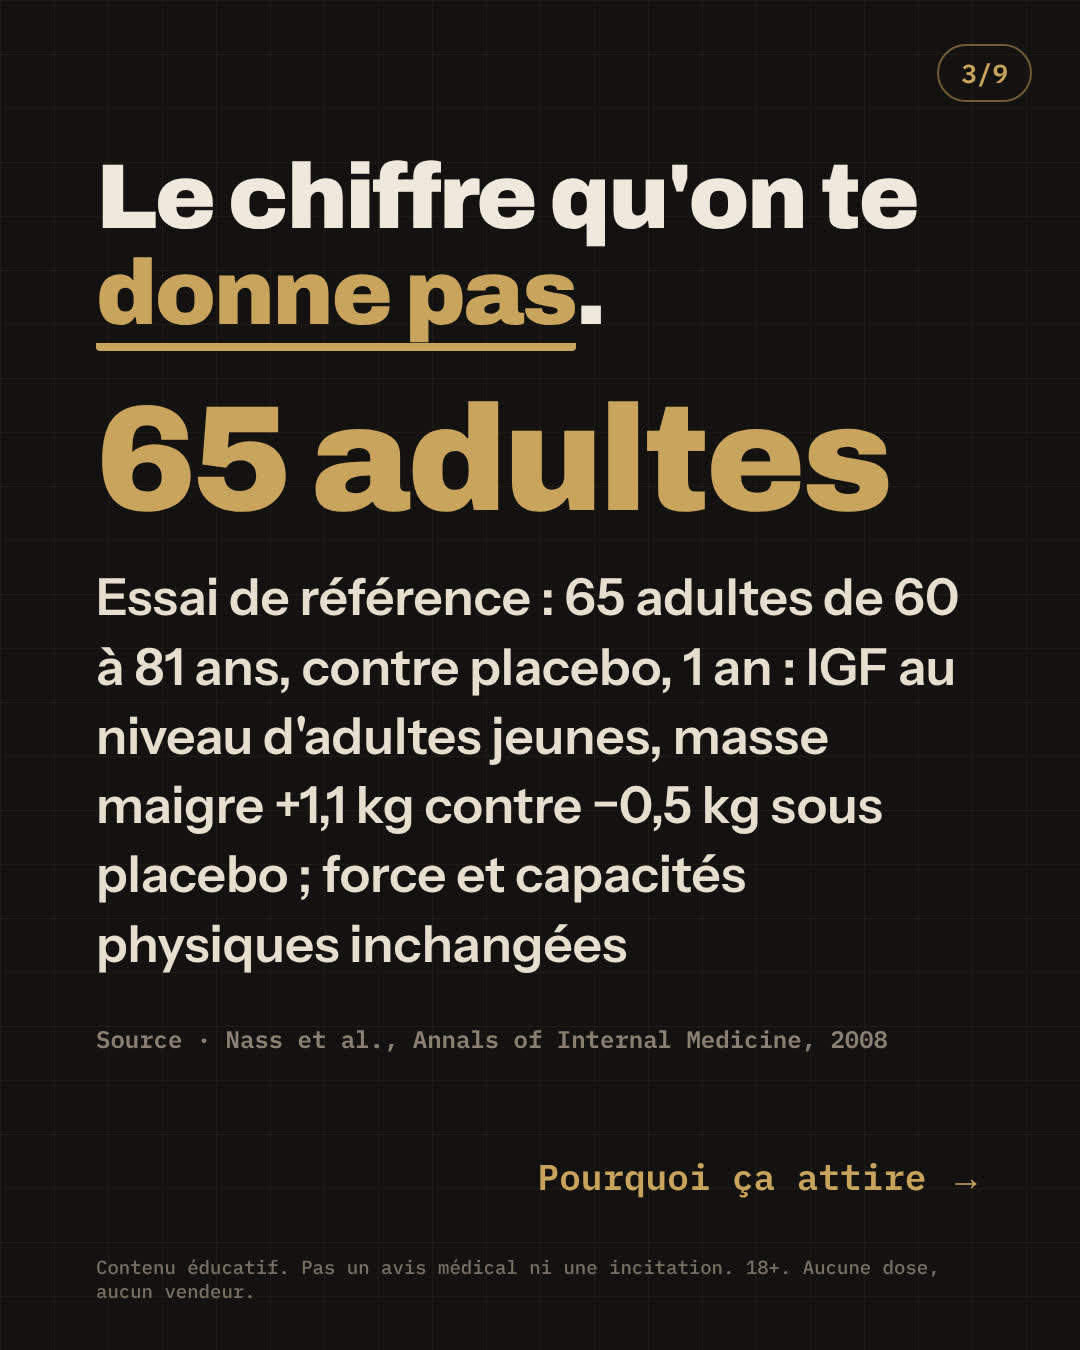 3/9
Le chiffre qu'on te
donne pas.
65 adultes
Essai de référence : 65 adultes de 60
à 81 ans, contre placebo, 1 an : IGF au
niveau d'adultes jeunes, masse
maigre +1,1 kg contre −0,5 kg sous
placebo ; force et capacités
physiques inchangées
Source · Nass et al., Annals of Internal Medicine, 2008
Pourquoi ça attire →
Contenu éducatif. Pas un avis médical ni une incitation. 18+. Aucune dose,
aucun vendeur.